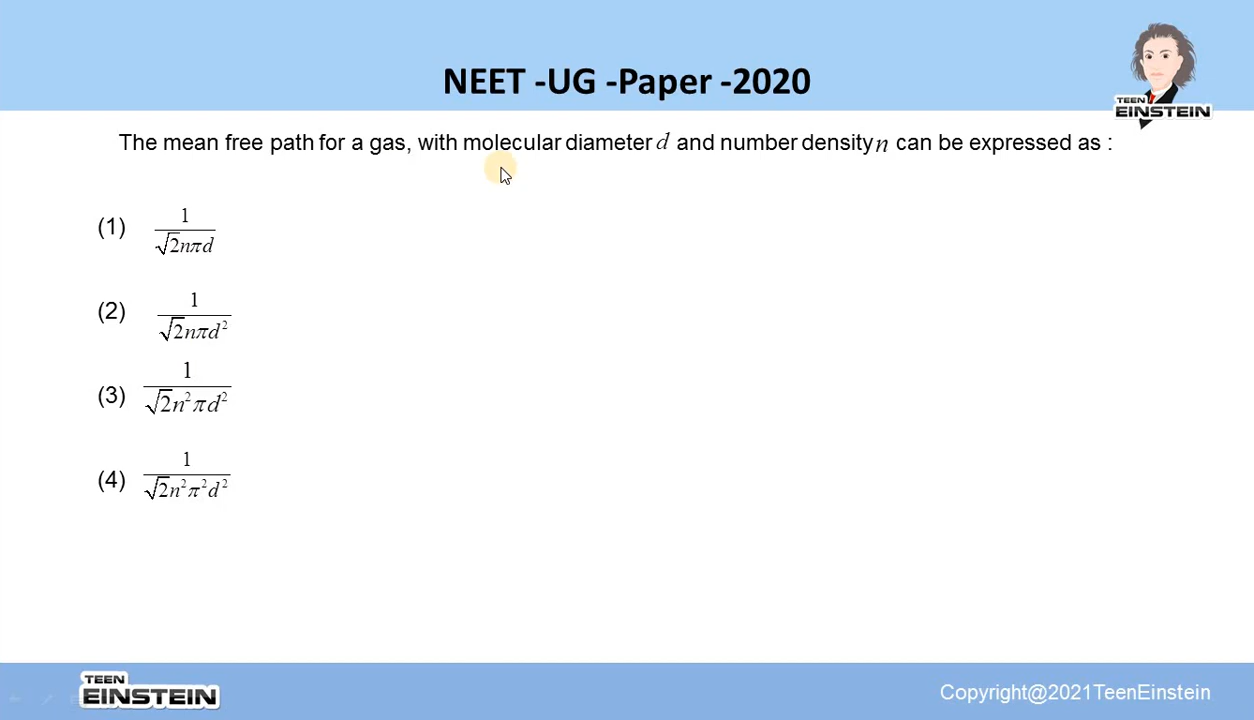 NEET -UG -Paper -2020
TEEN
EINSTEIN
The mean free path for a gas, with molecular diameter d and number density n can be expressed as :
(1) 1/(√2nπd)
(2) 1/(√2nπd²)
(3) 1/(√2n²πd²)
(4) 1/(√2n²π²d²)
TEEN
EINSTEIN
Copyright@2021TeenEinstein